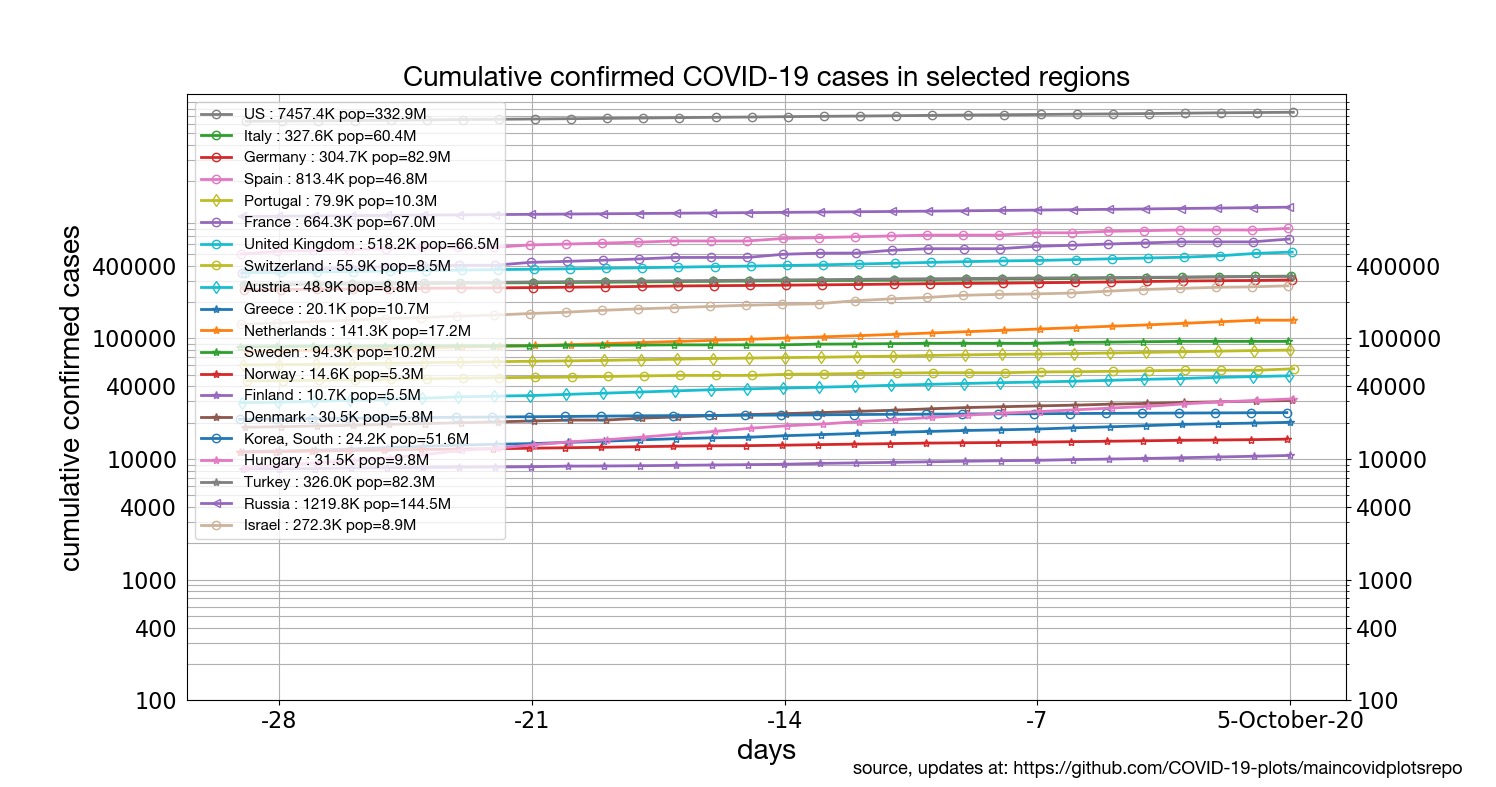 Cumulative confirmed COVID-19 cases in selected regions
US : 7457.4K pop=332.9M
Italy : 327.6K pop=60.4M
Germany : 304.7K pop=82.9M
Spain : 813.4K pop=46.8M
Portugal : 79.9K pop=10.3M
France : 664.3K pop=67.0M
United Kingdom : 518.2K pop=66.5M
Switzerland : 55.9K pop=8.5M
Austria : 48.9K pop=8.8M
Greece : 20.1K pop=10.7M
Netherlands : 141.3K pop=17.2M
Sweden : 94.3K pop=10.2M
Norway : 14.6K pop=5.3M
Finland : 10.7K pop=5.5M
Denmark : 30.5K pop=5.8M
Korea, South : 24.2K pop=51.6M
Hungary : 31.5K pop=9.8M
Turkey : 326.0K pop=82.3M
Russia : 1219.8K pop=144.5M
Israel : 272.3K pop=8.9M
cumulative confirmed cases
400000
100000
40000
10000
4000
1000
400
100
400000
100000
40000
10000
4000
1000
400
100
-28 -21 -14 -7 5-October-20
days
source, updates at: https://github.com/COVID-19-plots/maincovidplotsrepo